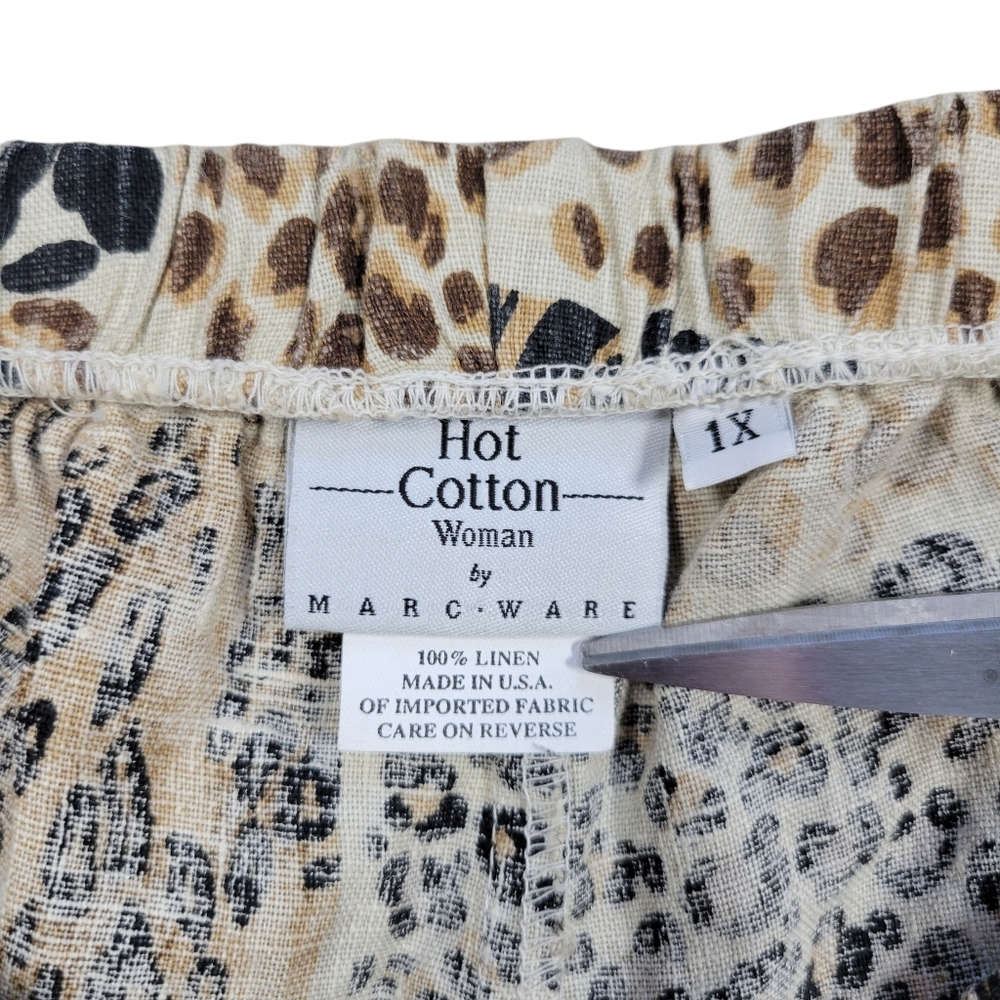 Hot
Cotton
1X
Woman
by
MARC·WARE
100% LINEN
MADE IN U.S.A.
OF IMPORTED FABRIC
CARE ON REVERSE
®